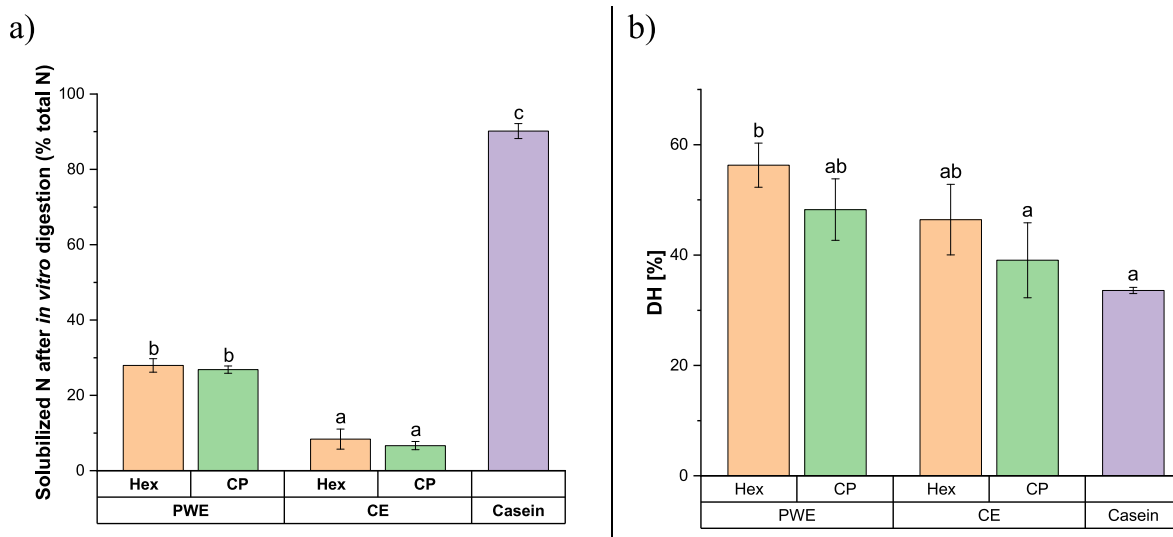 a)
Solubilized N after in vitro digestion (% total N)
100
80
60
40
20
0
b
b
a
a
c
Hex
CP
Hex
CP
PWE
CE
Casein
b)
DH [%]
60
40
20
0
b
ab
ab
a
a
Hex
CP
Hex
CP
PWE
CE
Casein